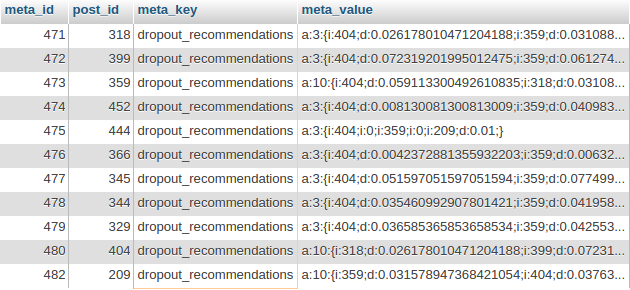 meta_id post_id meta_key meta_value
471 318 dropout_recommendations a:3:{i:404;d:0.026178010471204188;i:359;d:0.031088...
472 399 dropout_recommendations a:3:{i:404;d:0.072319201995012475;i:359;d:0.061274...
473 359 dropout_recommendations a:10:{i:404;d:0.059113300492610835;i:318;d:0.03108...
474 452 dropout_recommendations a:3:{i:404;d:0.008130081300813009;i:359;d:0.040983...
475 444 dropout_recommendations a:3:{i:404;i:0;i:359;i:0;i:209;d:0.01;}
476 366 dropout_recommendations a:3:{i:404;d:0.0042372881355932203;i:359;d:0.00632...
477 345 dropout_recommendations a:3:{i:404;d:0.051597051597051594;i:359;d:0.077499...
478 344 dropout_recommendations a:3:{i:404;d:0.035460992907801421;i:359;d:0.041958...
479 329 dropout_recommendations a:3:{i:404;d:0.036585365853658534;i:359;d:0.042553...
480 404 dropout_recommendations a:10:{i:318;d:0.026178010471204188;i:399;d:0.07231...
482 209 dropout_recommendations a:10:{i:359;d:0.031578947368421054;i:404;d:0.03763...